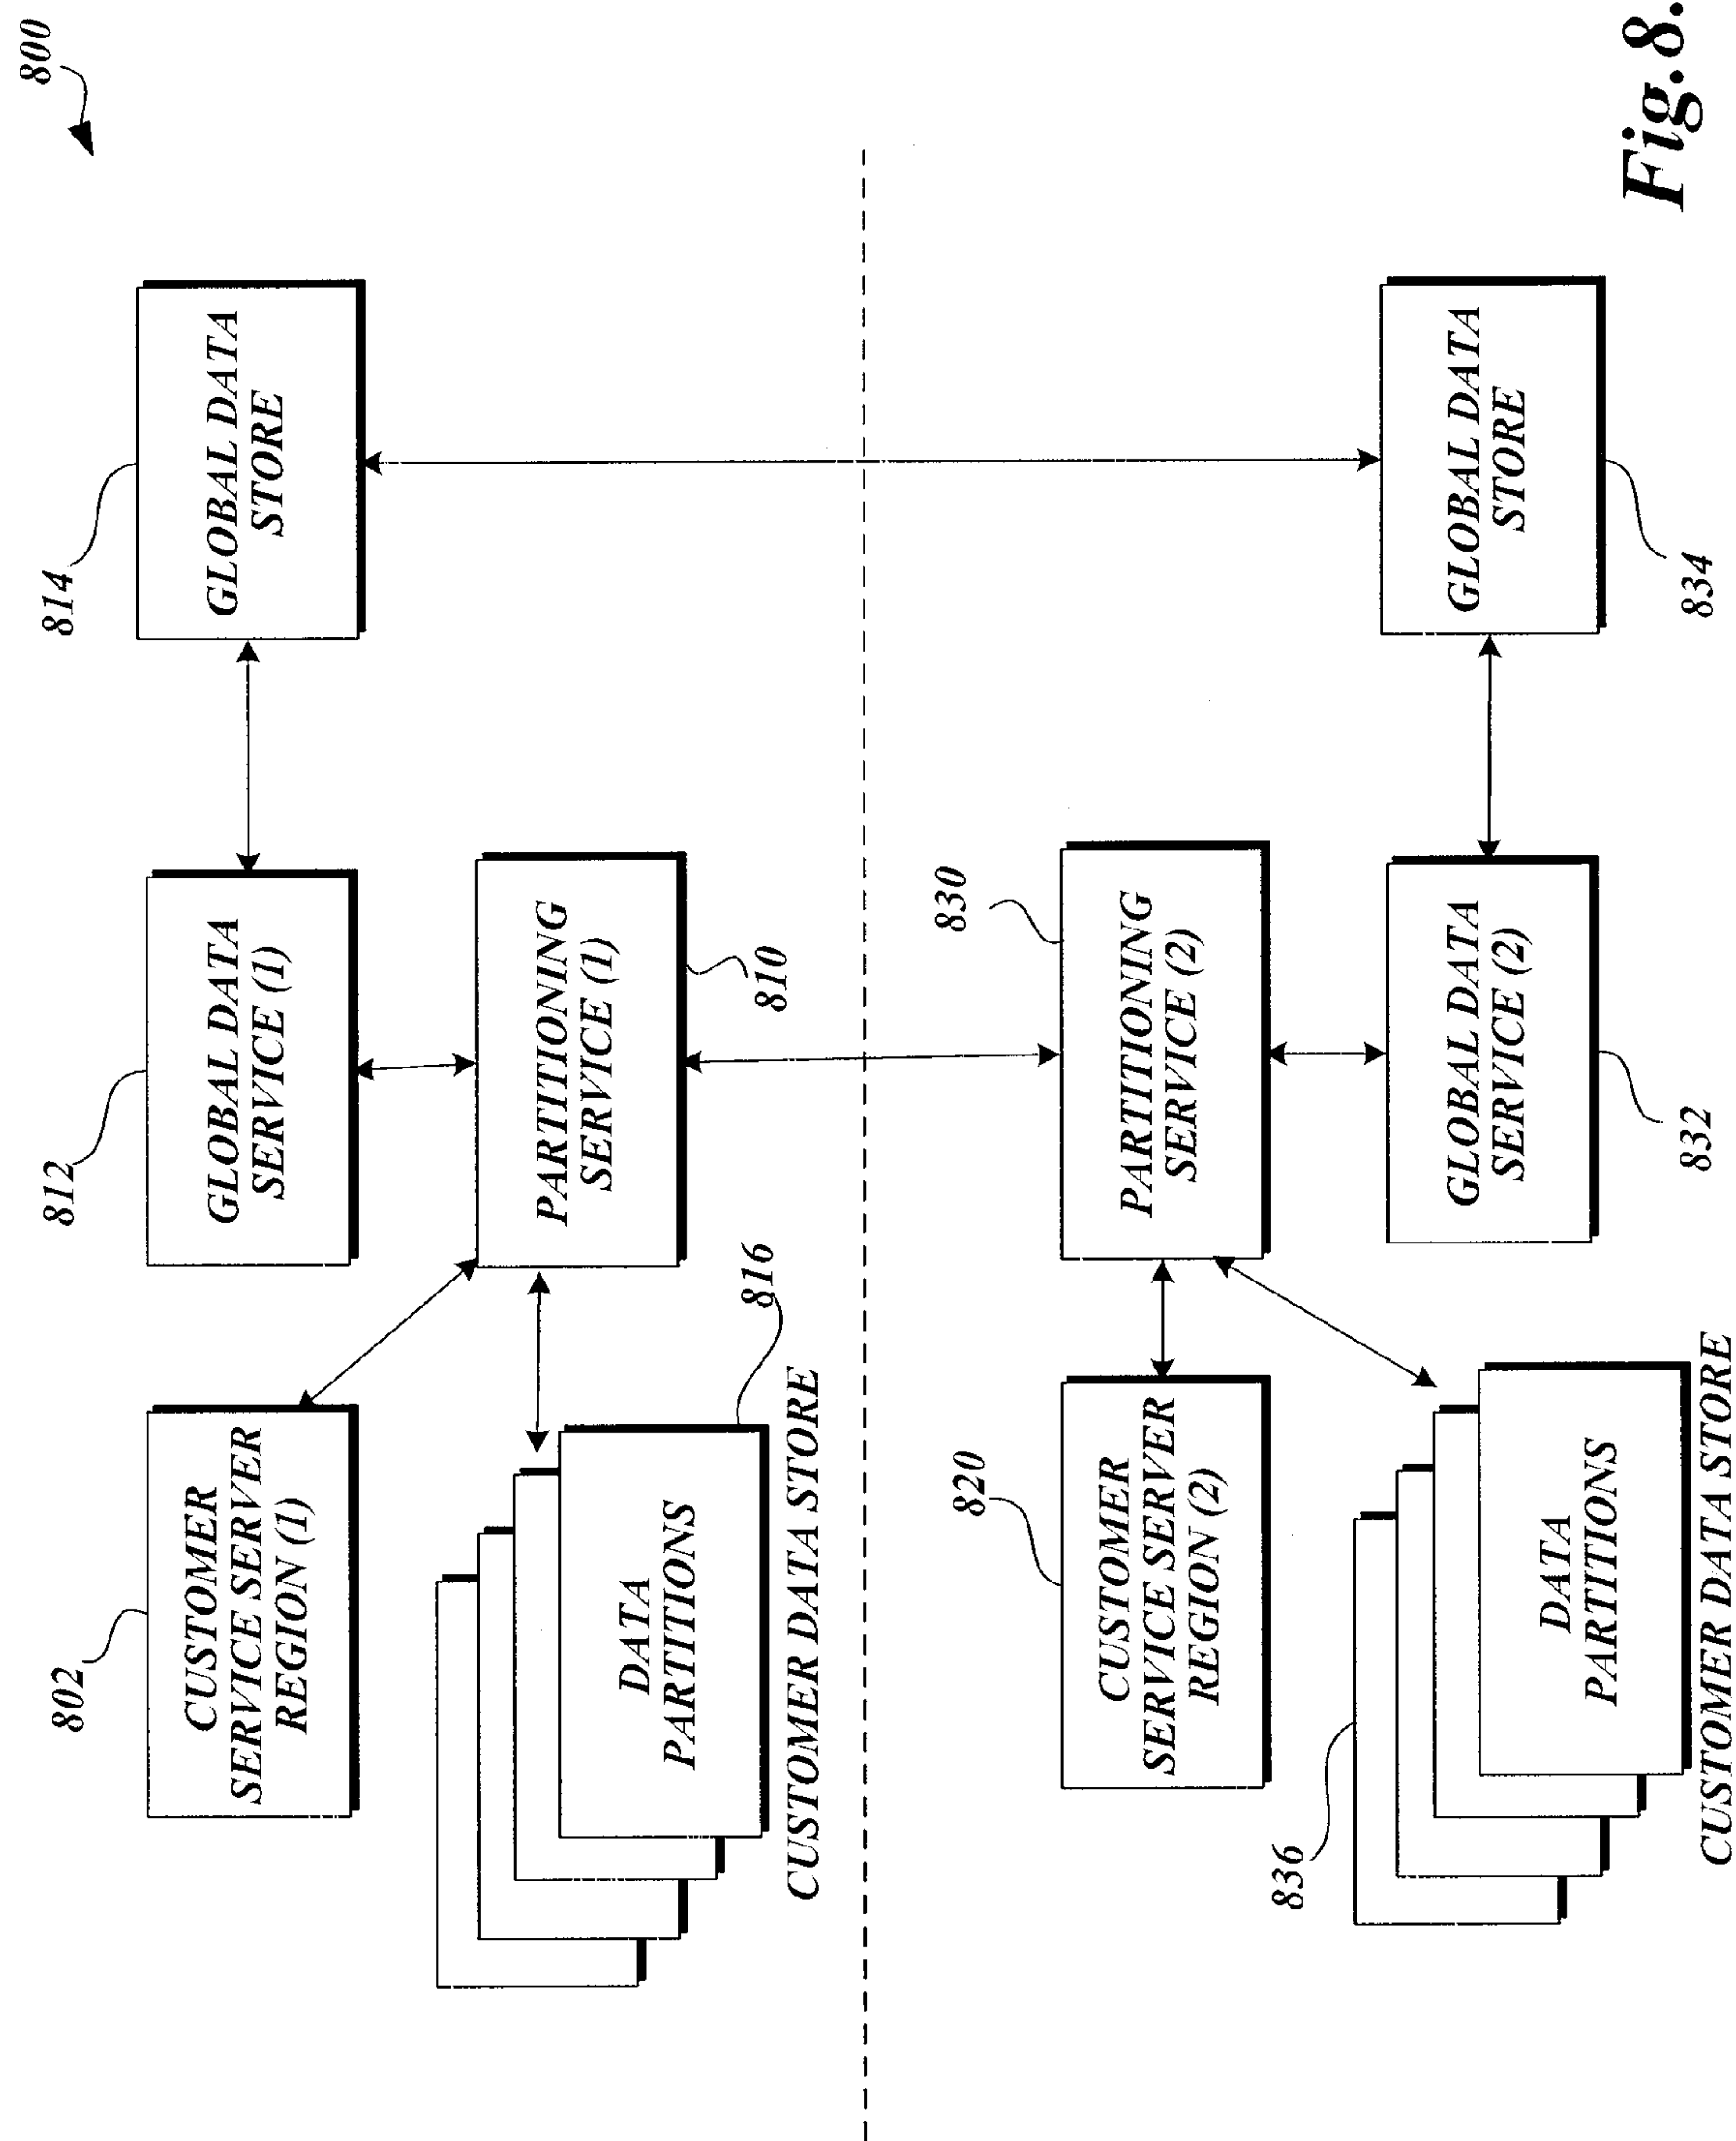 800
802
CUSTOMER
SERVICE SERVER
REGION (1)
812
GLOBAL DATA
SERVICE (1)
814
GLOBAL DATA
STORE
DATA
PARTITIONS
816
CUSTOMER DATA STORE
PARTITIONING
SERVICE (1)
810
820
CUSTOMER
SERVICE SERVER
REGION (2)
830
PARTITIONING
SERVICE (2)
836
DATA
PARTITIONS
CUSTOMER DATA STORE
GLOBAL DATA
SERVICE (2)
832
GLOBAL DATA
STORE
834
Fig.8.